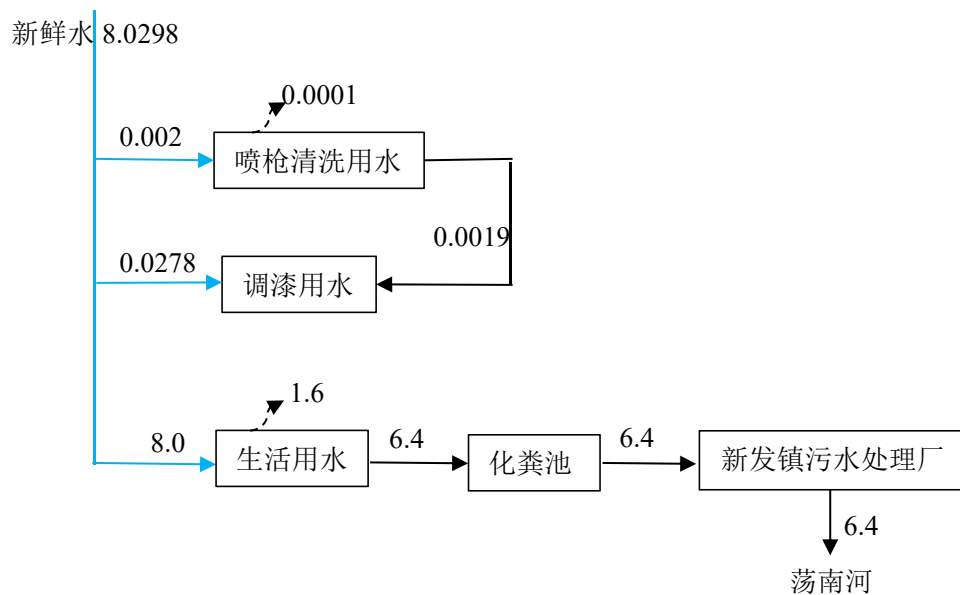 新鲜水 8.0298
0.0001
0.002
喷枪清洗用水
0.0019
0.0278
调漆用水
1.6
8.0
生活用水
6.4
化粪池
6.4
新发镇污水处理厂
6.4
荡南河